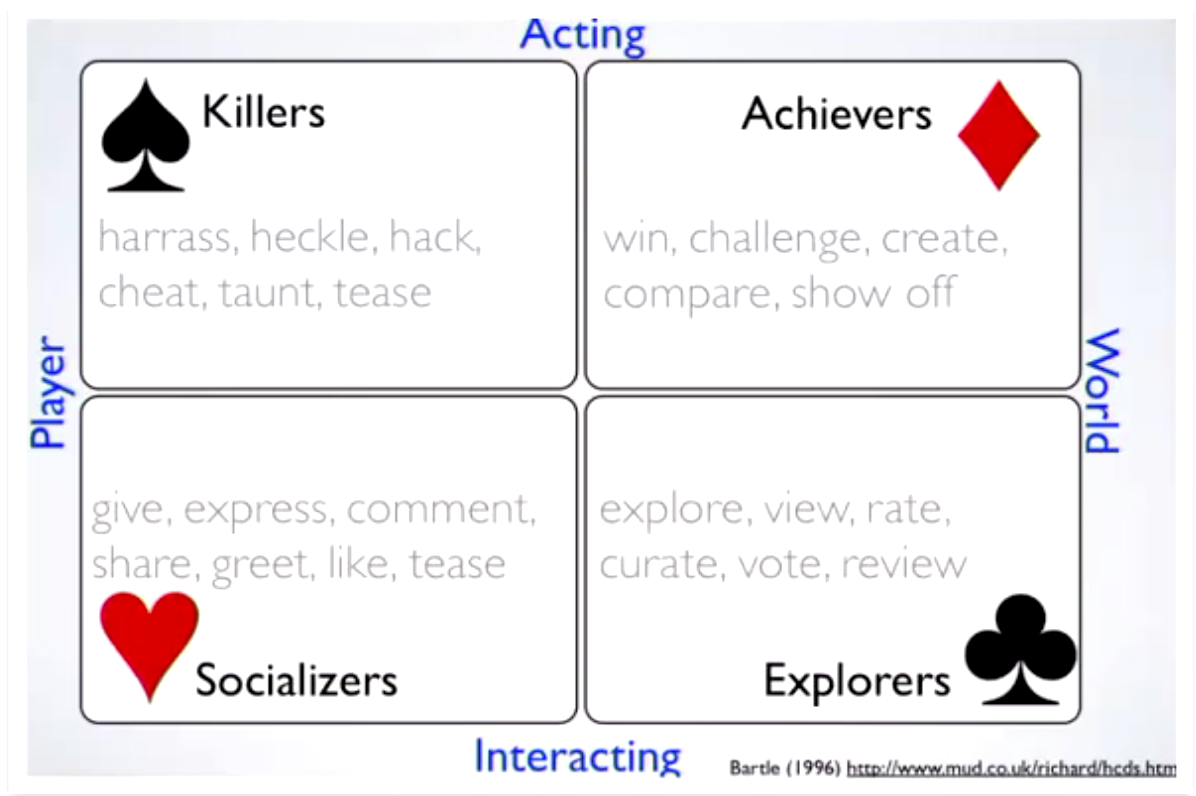 Acting
Killers
Achievers
harrass, heckle, hack,
cheat, taunt, tease
win, challenge, create,
compare, show off
Player
World
give, express, comment,
share, greet, like, tease
explore, view, rate,
curate, vote, review
Socializers
Explorers
Interacting
Bartle (1996) http://www.mud.co.uk/richard/hcds.htm